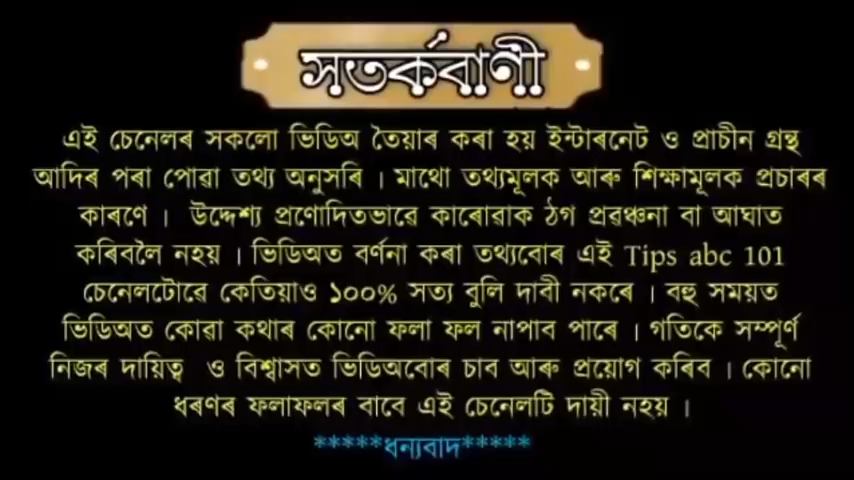 সতৰ্কবাণী
এই চেনেলৰ সকলো ভিডিঅ তৈয়াৰ কৰা হয় ইন্টাৰনেট ও প্ৰাচীন গ্ৰন্থ
আদিৰ পৰা পোৱা তথ্য অনুসৰি । মাথো তথ্যমূলক আৰু শিক্ষামূলক প্ৰচাৰৰ
কাৰণে । উদ্দেশ্য প্ৰণোদিতভাৱে কাৰোৱাক ঠগ প্ৰৱঞ্চনা বা আঘাত
কৰিবলৈ নহয় । ভিডিঅত বৰ্ণনা কৰা তথ্যবোৰ এই Tips abc 101
চেনেলটোৱে কেতিয়াও ১০০% সত্য বুলি দাবী নকৰে । বহু সময়ত
ভিডিঅত কোৱা কথাৰ কোনো ফলা ফল নাপাব পাৰে । গতিকে সম্পূৰ্ণ
নিজৰ দায়িত্ব ও বিশ্বাসত ভিডিঅবোৰ চাব আৰু প্ৰয়োগ কৰিব । কোনো
ধৰণৰ ফলাফলৰ বাবে এই চেনেলটি দায়ী নহয় ।
*****ধন্যবাদ*****